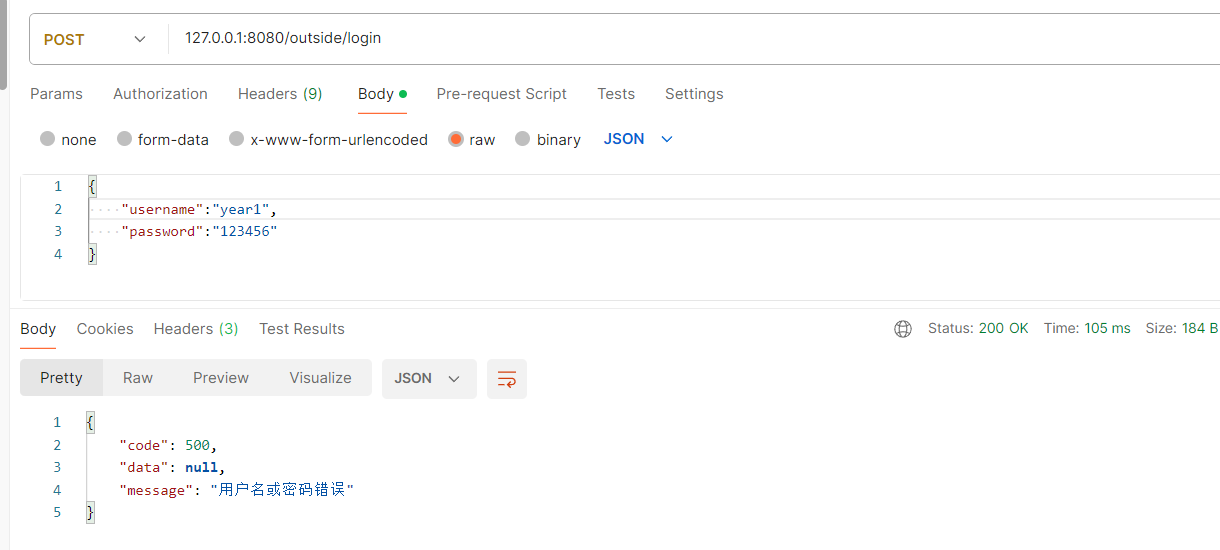 POST 127.0.0.1:8080/outside/login
Params Authorization Headers (9) Body Pre-request Script Tests Settings
none form-data x-www-form-urlencoded raw binary JSON
1 {
2 "username":"year1",
3 "password":"123456"
4 }
Body Cookies Headers (3) Test Results Status: 200 OK Time: 105 ms Size: 184 B
Pretty Raw Preview Visualize JSON
1 {
2 "code": 500,
3 "data": null,
4 "message": "用户名或密码错误"
5 }